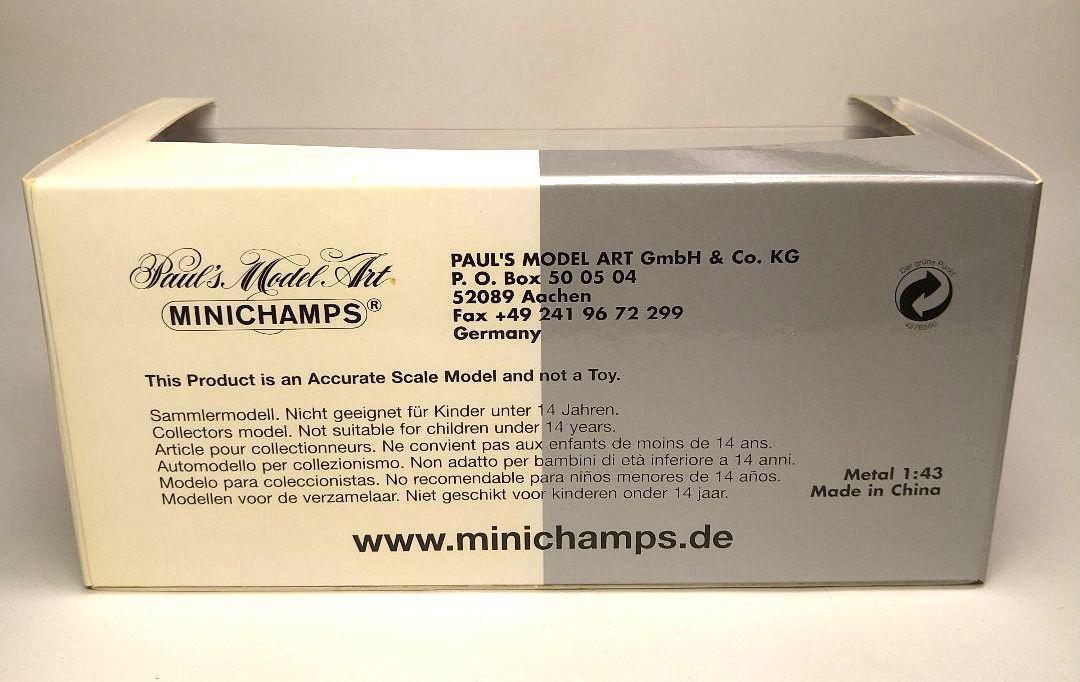 Paul's Model Art
MINICHAMPS®
PAUL'S MODEL ART GmbH & Co. KG
P. O. Box 50 05 04
52089 Aachen
Fax +49 241 96 72 299
Germany
Der grüne Punkt
This Product is an Accurate Scale Model and not a Toy.
Sammlermodell. Nicht geeignet für Kinder unter 14 Jahren.
Collectors model. Not suitable for children under 14 years.
Article pour collectionneurs. Ne convient pas aux enfants de moins de 14 ans.
Automodello per collezionismo. Non adatto per bambini di età inferiore a 14 anni.
Modelo para coleccionistas. No recomendable para niños menores de 14 años.
Modellen voor de verzamelaar. Niet geschikt voor kinderen onder 14 jaar.
Metal 1:43
Made in China
www.minichamps.de